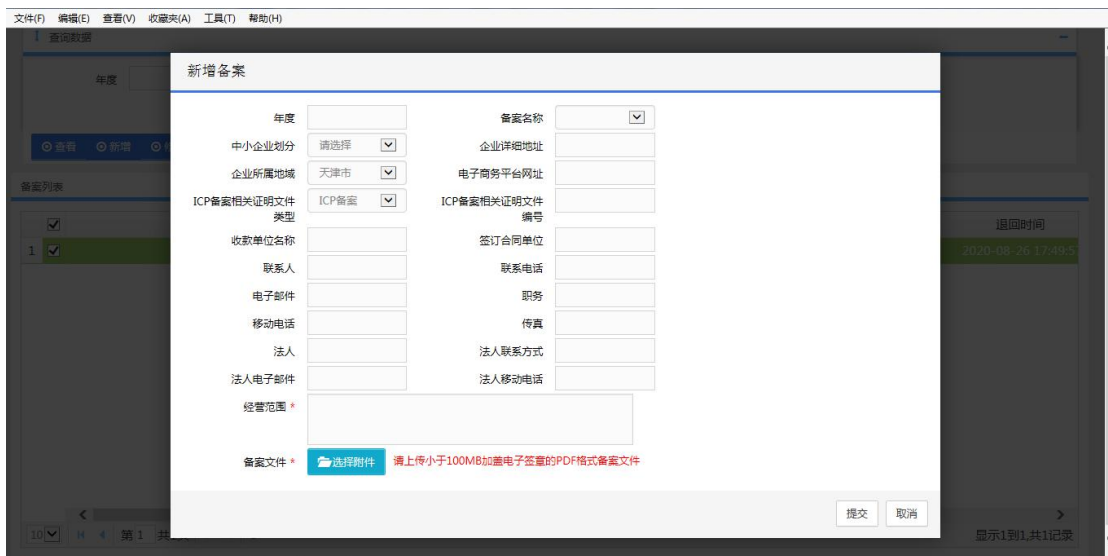 文件(F) 编辑(E) 查看(V) 收藏夹(A) 工具(T) 帮助(H)
查询数据
年度
查看 新增
备案列表
退回时间
1 2020-08-26 17:49:5
新增备案
年度 备案名称
中小企业划分 请选择 企业详细地址
企业所属地域 天津市 电子商务平台网址
ICP备案相关证明文件 ICP备案 ICP备案相关证明文件
类型 编号
收款单位名称 签订合同单位
联系人 联系电话
电子邮件 职务
移动电话 传真
法人 法人联系方式
法人电子邮件 法人移动电话
经营范围 *
备案文件 * 选择附件 请上传小于100MB加盖电子签章的PDF格式备案文件
提交 取消
10 第 1 共 显示1到1,共1记录